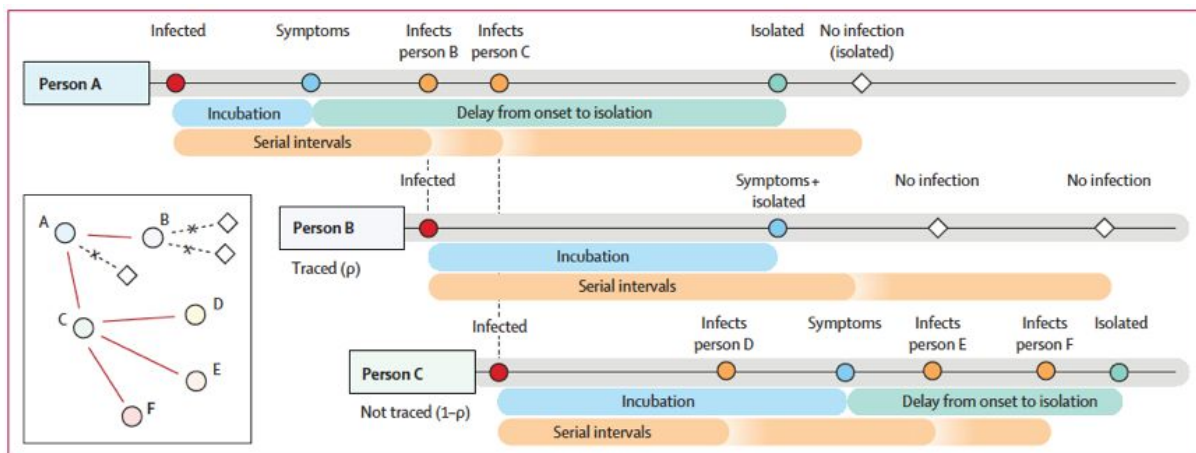 Infected
Symptoms
Infects
person B
Infects
person C
Isolated
No infection
(isolated)
Person A
Incubation
Delay from onset to isolation
Serial intervals
Infected
Symptoms+
isolated
No infection
No infection
Person B
Traced (ρ)
Incubation
Serial intervals
Infected
Infects
person D
Symptoms
Infects
person E
Infects
person F
Isolated
Person C
Not traced (1–ρ)
Incubation
Delay from onset to isolation
Serial intervals
A
B
C
D
E
F